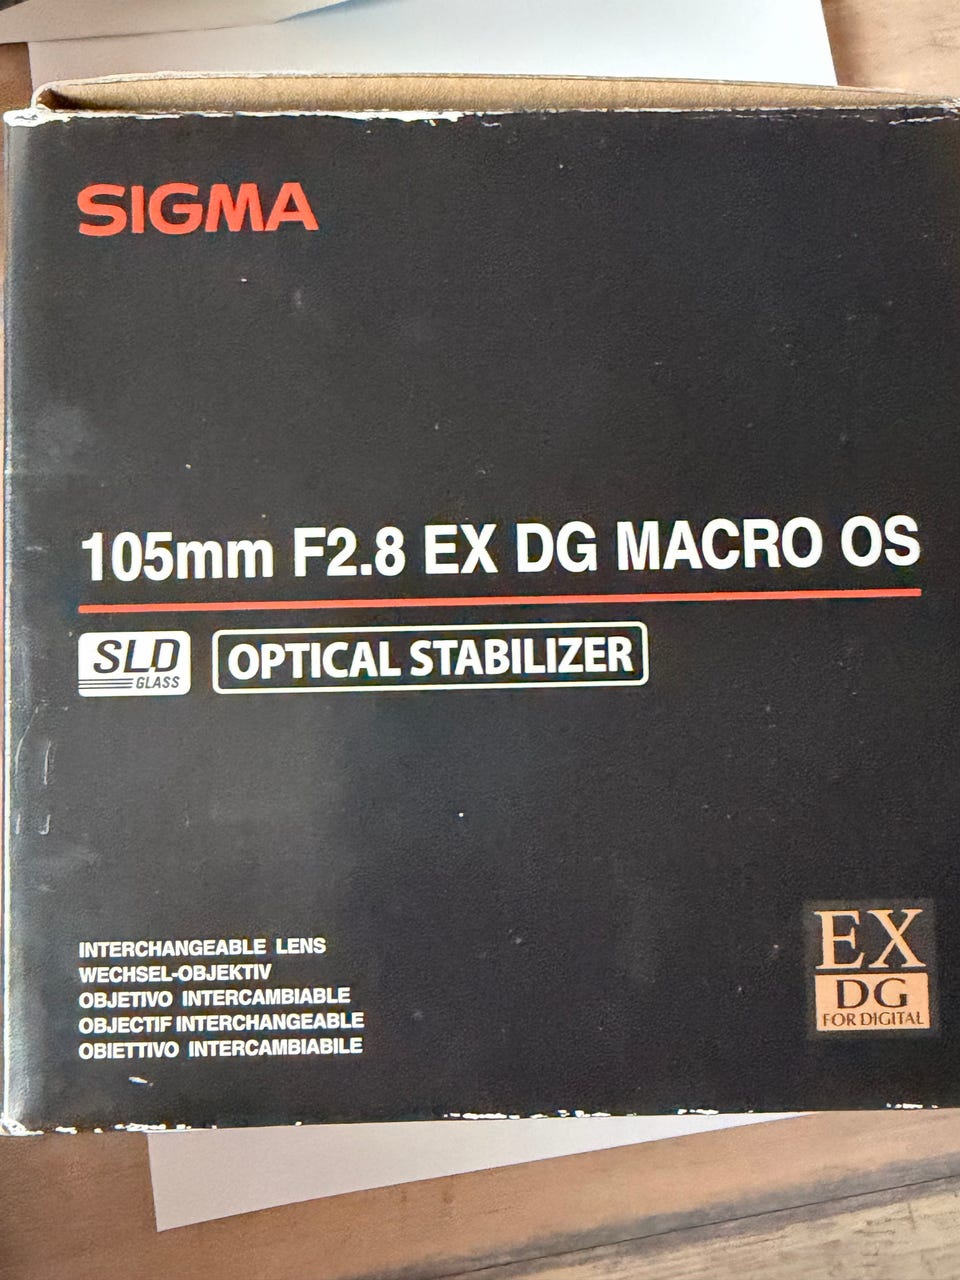 SIGMA
105mm F2.8 EX DG MACRO OS
SLD GLASS
OPTICAL STABILIZER
INTERCHANGEABLE LENS
WECHSEL-OBJEKTIV
OBJETIVO INTERCAMBIABLE
OBJECTIF INTERCHANGEABLE
OBIETTIVO INTERCAMBIABILE
EX
DG
FOR DIGITAL